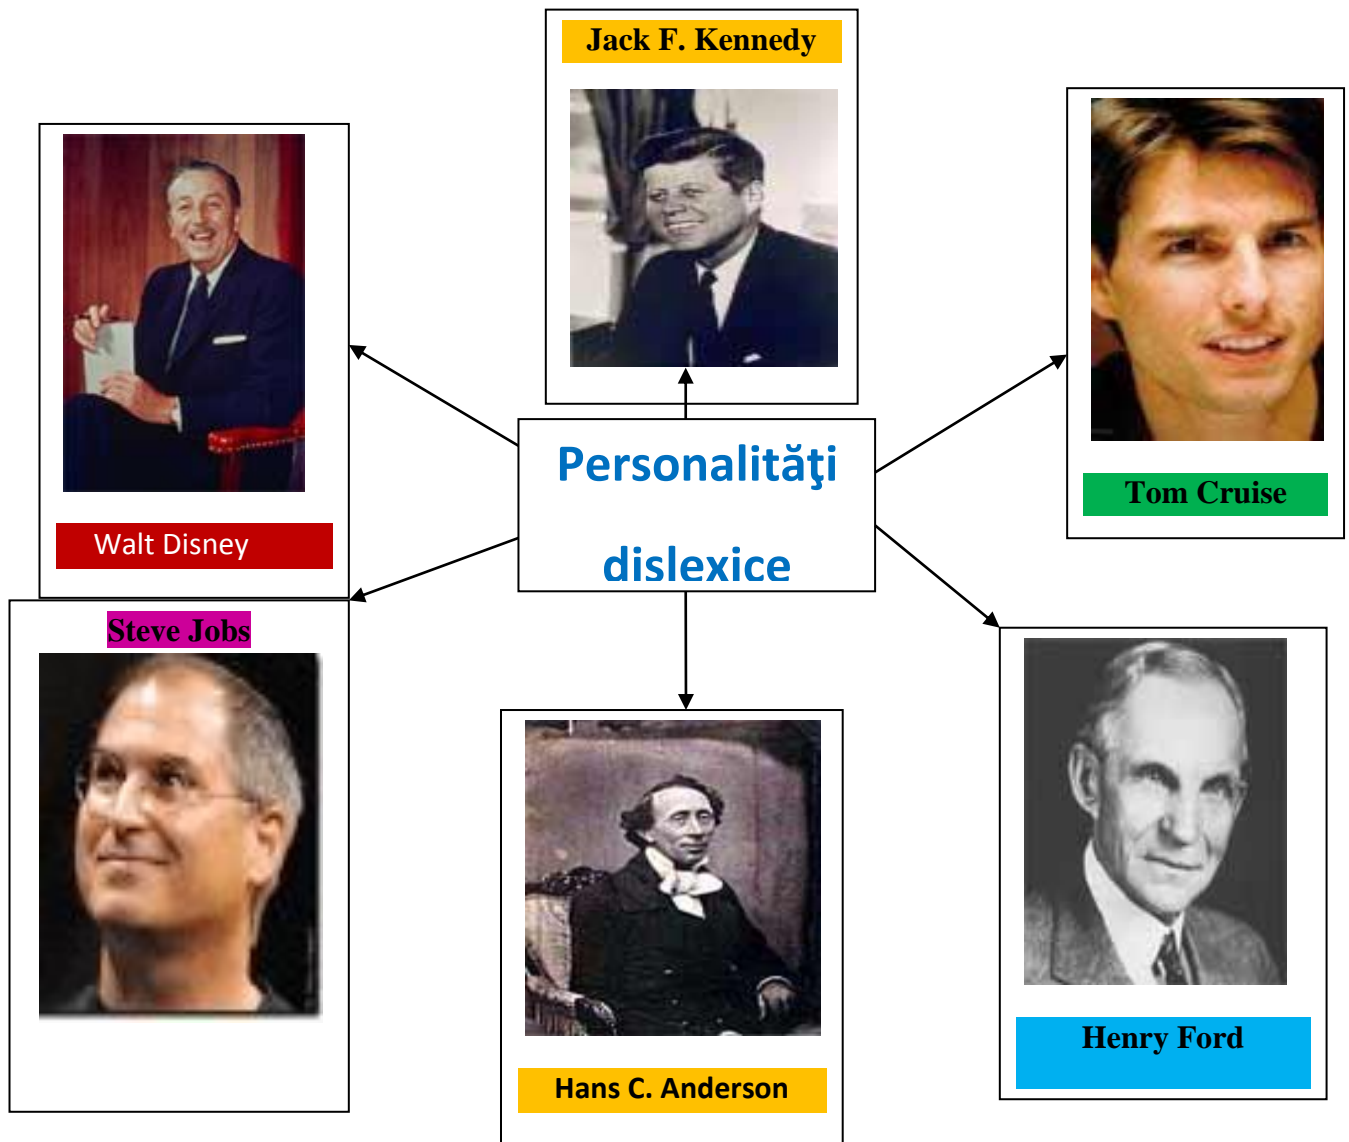 Jack F. Kennedy
Walt Disney
Tom Cruise
Personalităţi
dislexice
Steve Jobs
Henry Ford
Hans C. Anderson